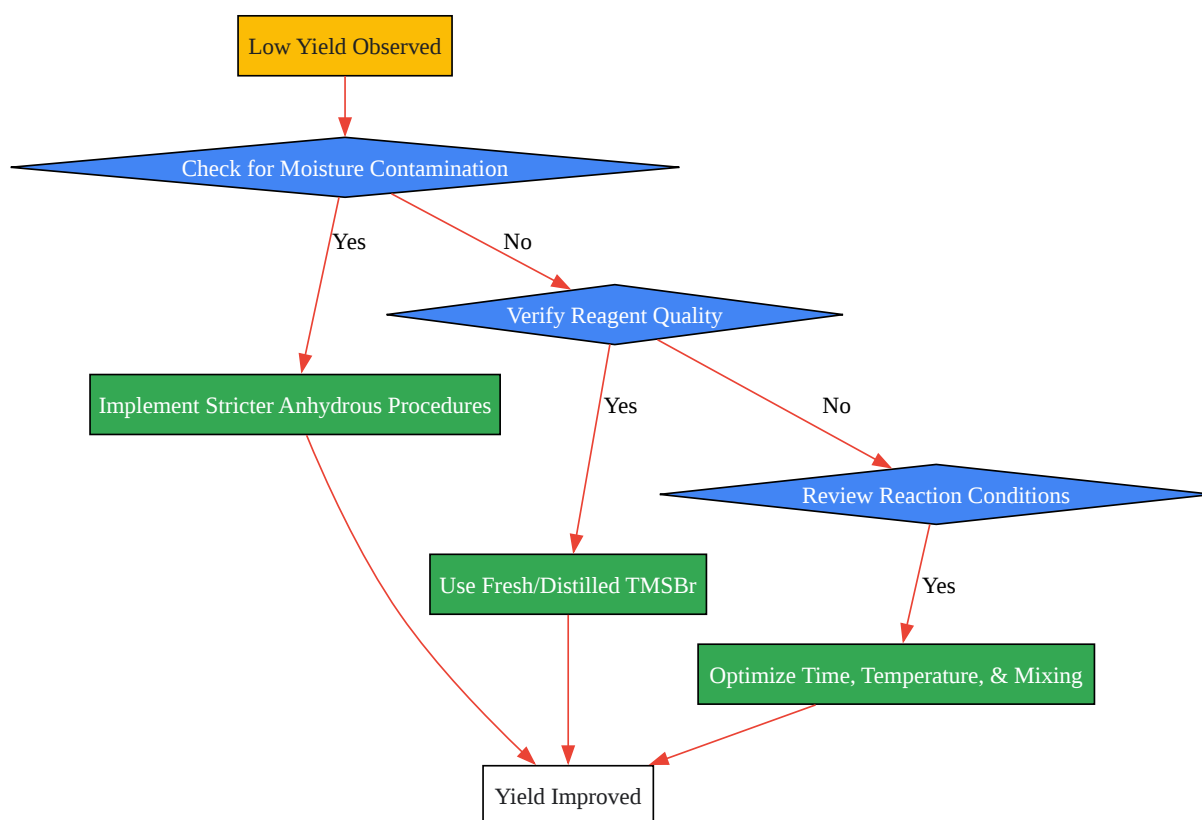 Low Yield Observed
Check for Moisture Contamination
Yes
No
Verify Reagent Quality
Implement Stricter Anhydrous Procedures
Yes
No
Review Reaction Conditions
Use Fresh/Distilled TMSBr
Yes
Optimize Time, Temperature, & Mixing
Yield Improved